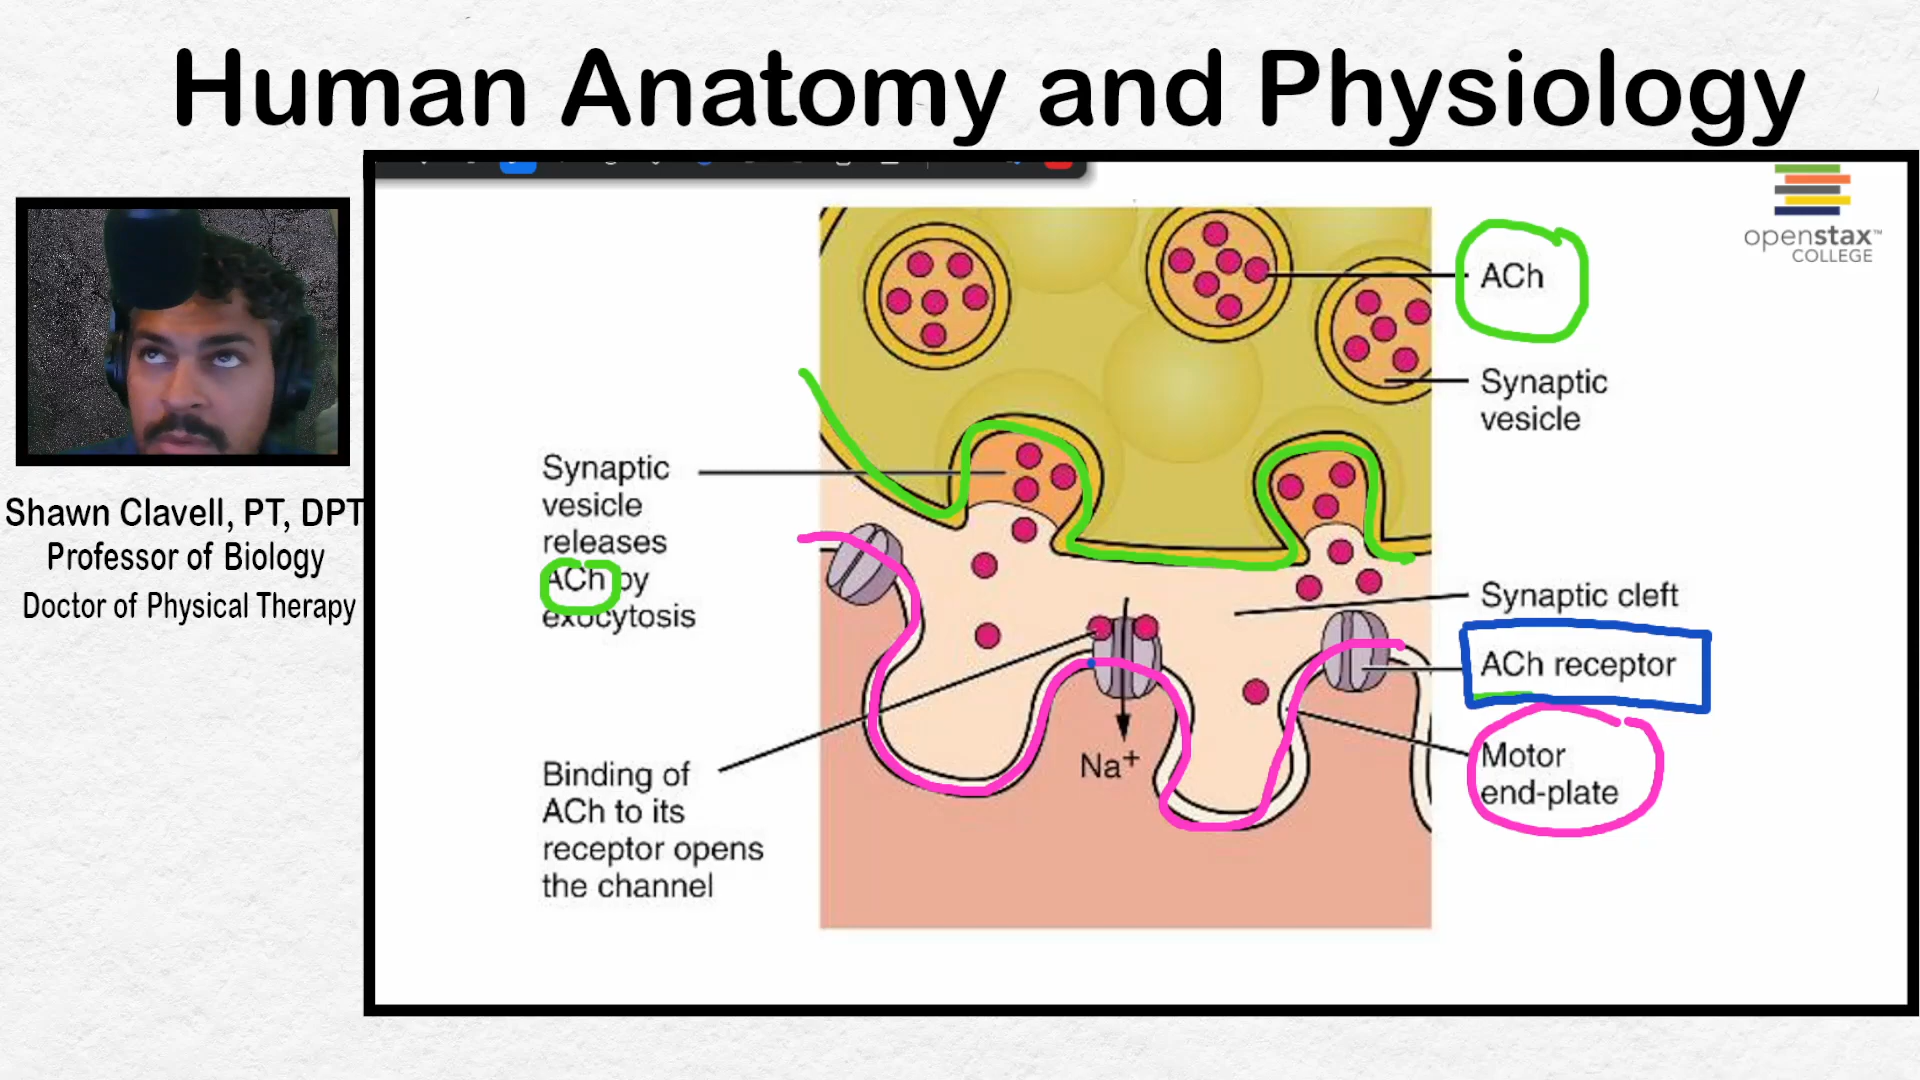 Human Anatomy and Physiology
openstax™
COLLEGE
ACh
Synaptic
vesicle
Synaptic
vesicle
releases
ACh by
exocytosis
Shawn Clavell, PT, DPT
Professor of Biology
Doctor of Physical Therapy
Synaptic cleft
ACh receptor
Motor
end-plate
Na+
Binding of
ACh to its
receptor opens
the channel